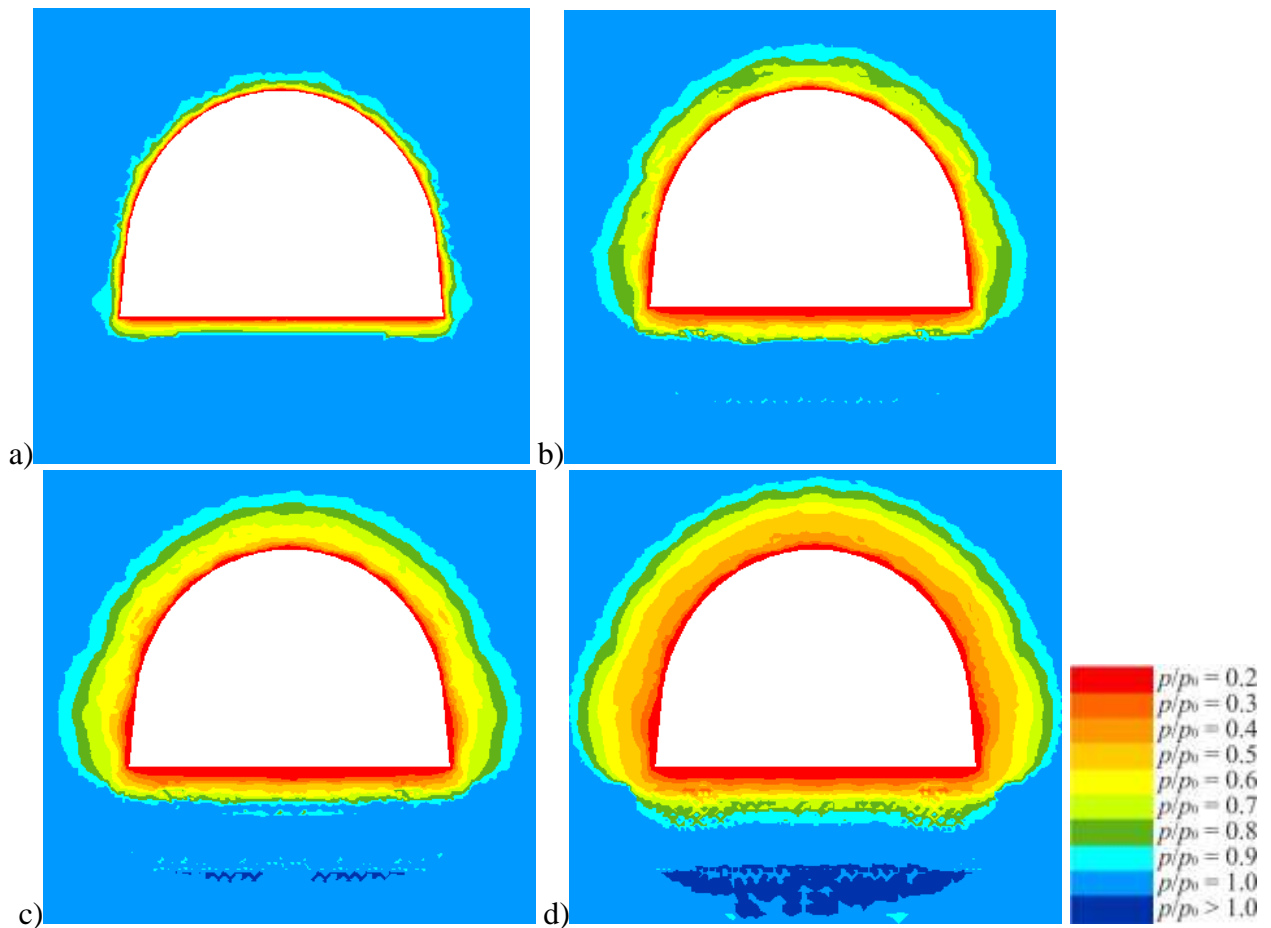 a)
b)
c)
d)
p/p₀ = 0.2
p/p₀ = 0.3
p/p₀ = 0.4
p/p₀ = 0.5
p/p₀ = 0.6
p/p₀ = 0.7
p/p₀ = 0.8
p/p₀ = 0.9
p/p₀ = 1.0
p/p₀ > 1.0